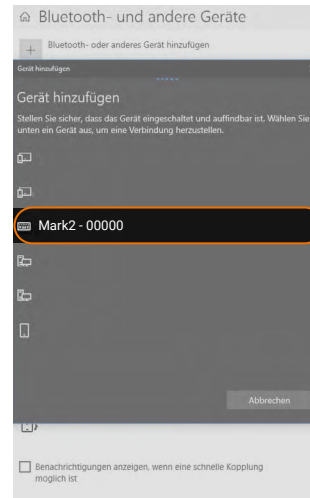 Bluetooth- und andere Geräte
Bluetooth- oder anderes Gerät hinzufügen
Gerät hinzufügen
Gerät hinzufügen
Stellen Sie sicher, dass das Gerät eingeschaltet und auffindbar ist. Wählen Sie
unten ein Gerät aus, um eine Verbindung herzustellen.
Mark2 - 00000
Abbrechen
Benachrichtigungen anzeigen, wenn eine schnelle Kopplung
moglich ist